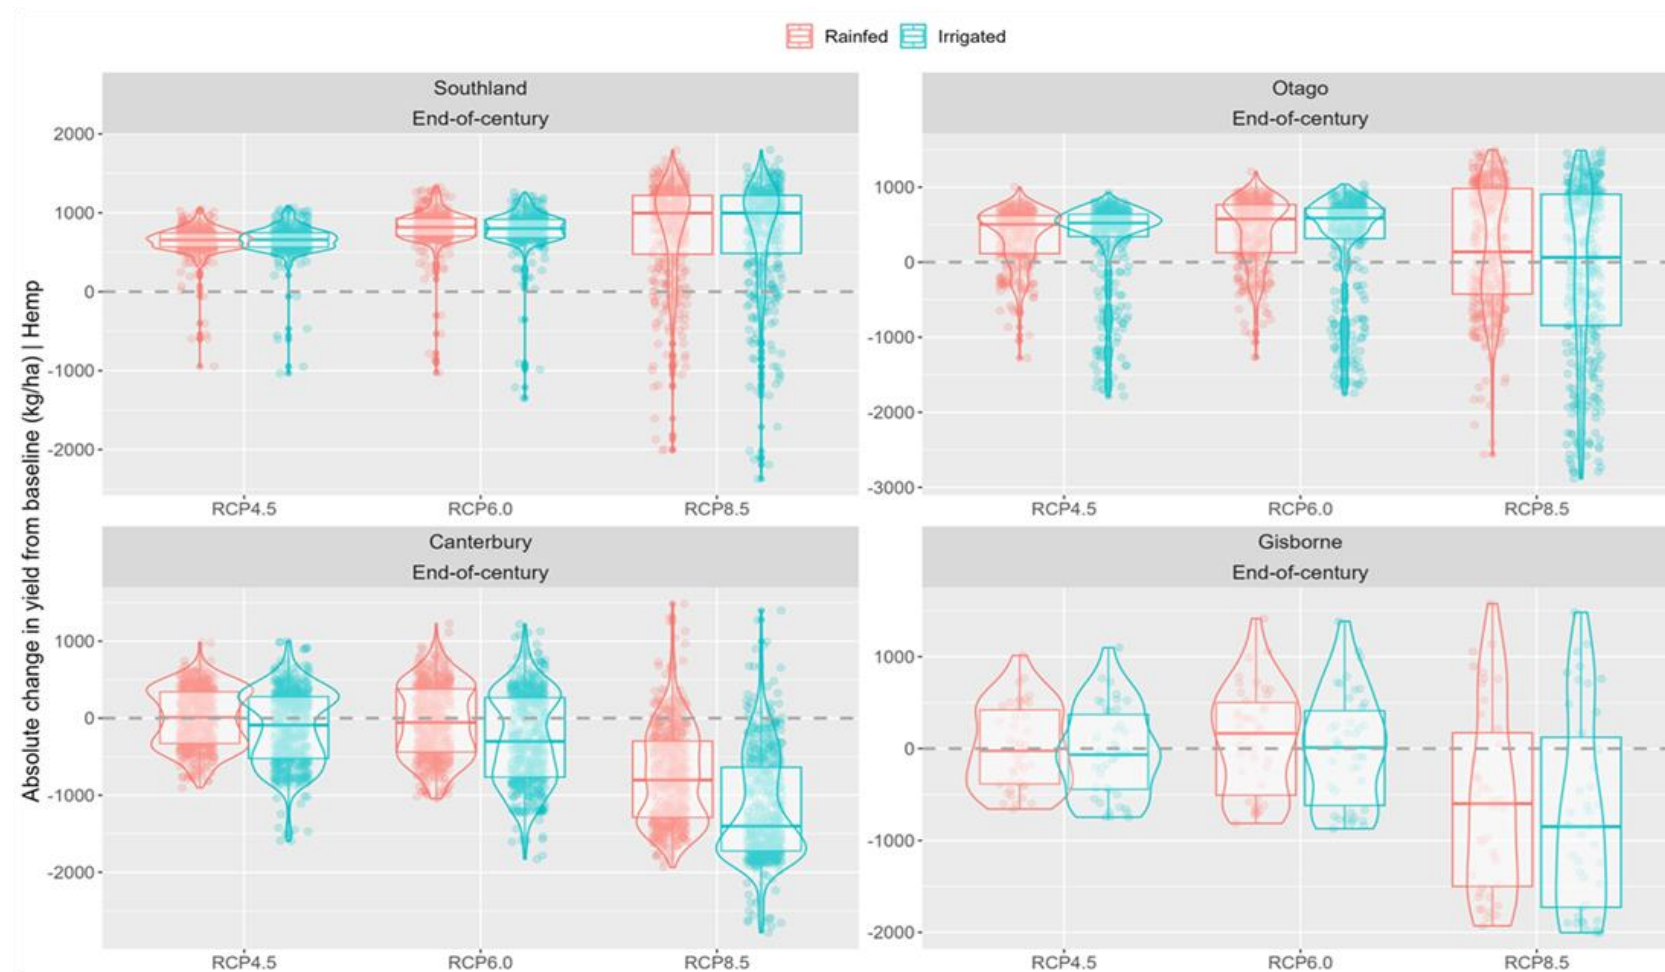 Rainfed Irrigated
Absolute change in yield from baseline (kg/ha) | Hemp
Southland
End-of-century
2000
1000
0
-1000
-2000
RCP4.5 RCP6.0 RCP8.5
Otago
End-of-century
1000
0
-1000
-2000
-3000
RCP4.5 RCP6.0 RCP8.5
Canterbury
End-of-century
1000
0
-1000
-2000
RCP4.5 RCP6.0 RCP8.5
Gisborne
End-of-century
1000
0
-1000
-2000
RCP4.5 RCP6.0 RCP8.5